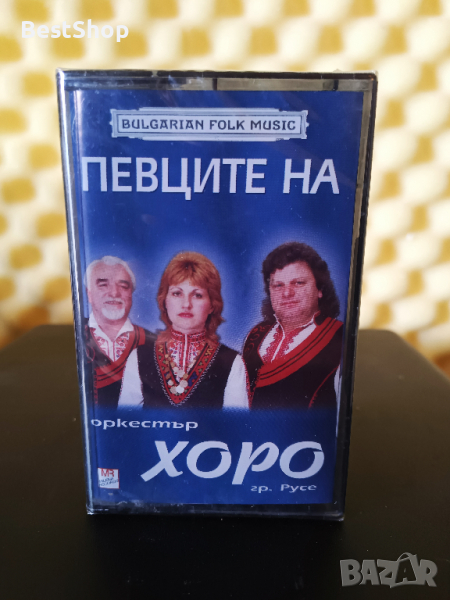 RestShop
BULGARIAN FOLK MUSIC
ПЕВЦИТЕ НА
оркестър
ХОРО
гр. Русе
BAZAR